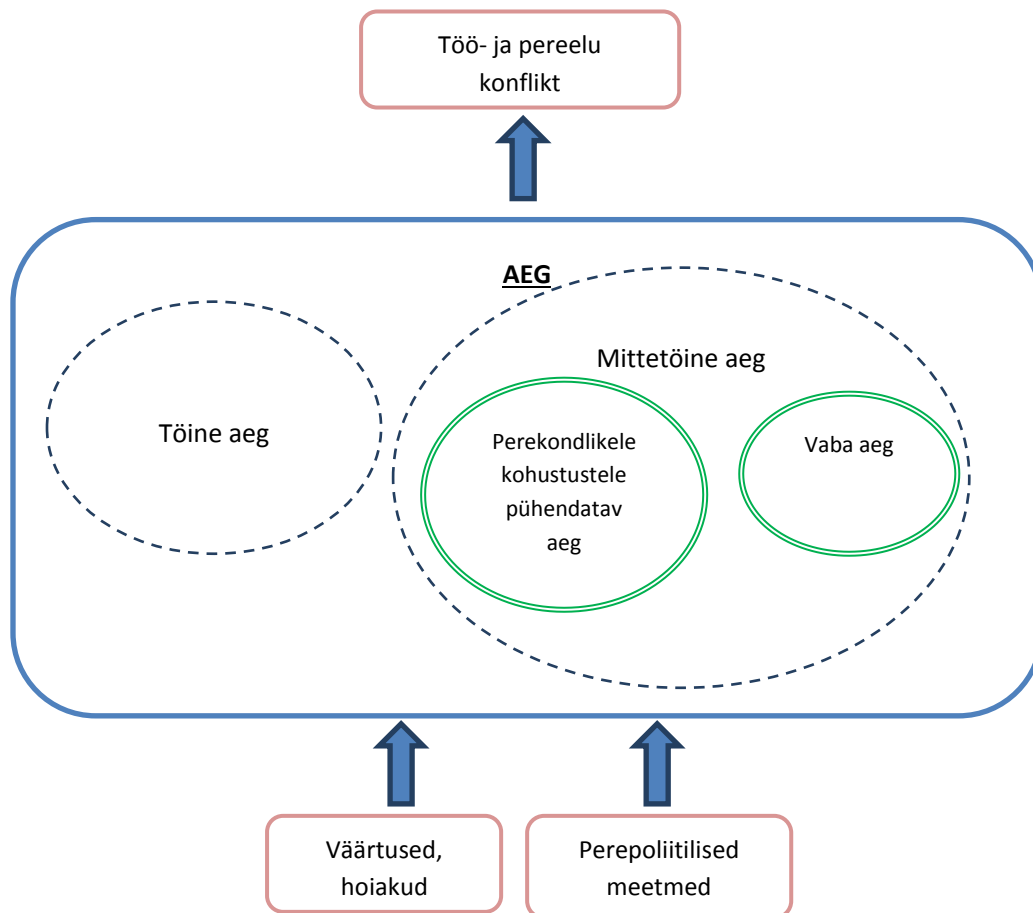 Töö- ja pereelu
konflikt
AEG
Mittetöine aeg
Töine aeg
Perekondlikele
kohustustele
pühendatav
aeg
Vaba aeg
Väärtused,
hoiakud
Perepoliitilised
meetmed